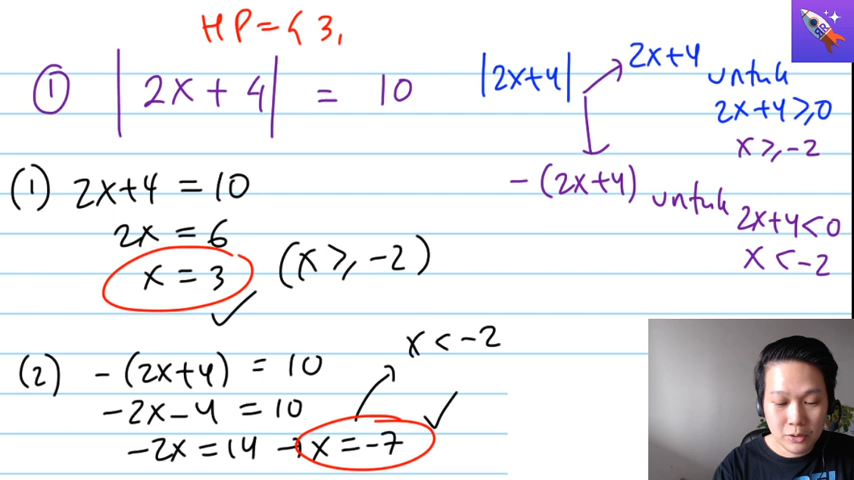 HP = { 3,
① |2x + 4| = 10
|2x+4| 2x+4 untuk
2x+4 ≥ 0
x ≥ -2
-(2x+4) untuk
2x+4 < 0
x < -2
(1) 2x+4 = 10
2x = 6
x = 3 (x ≥ -2)
(2) -(2x+4) = 10
x < -2
-2x-4 = 10
-2x = 14 → x = -7